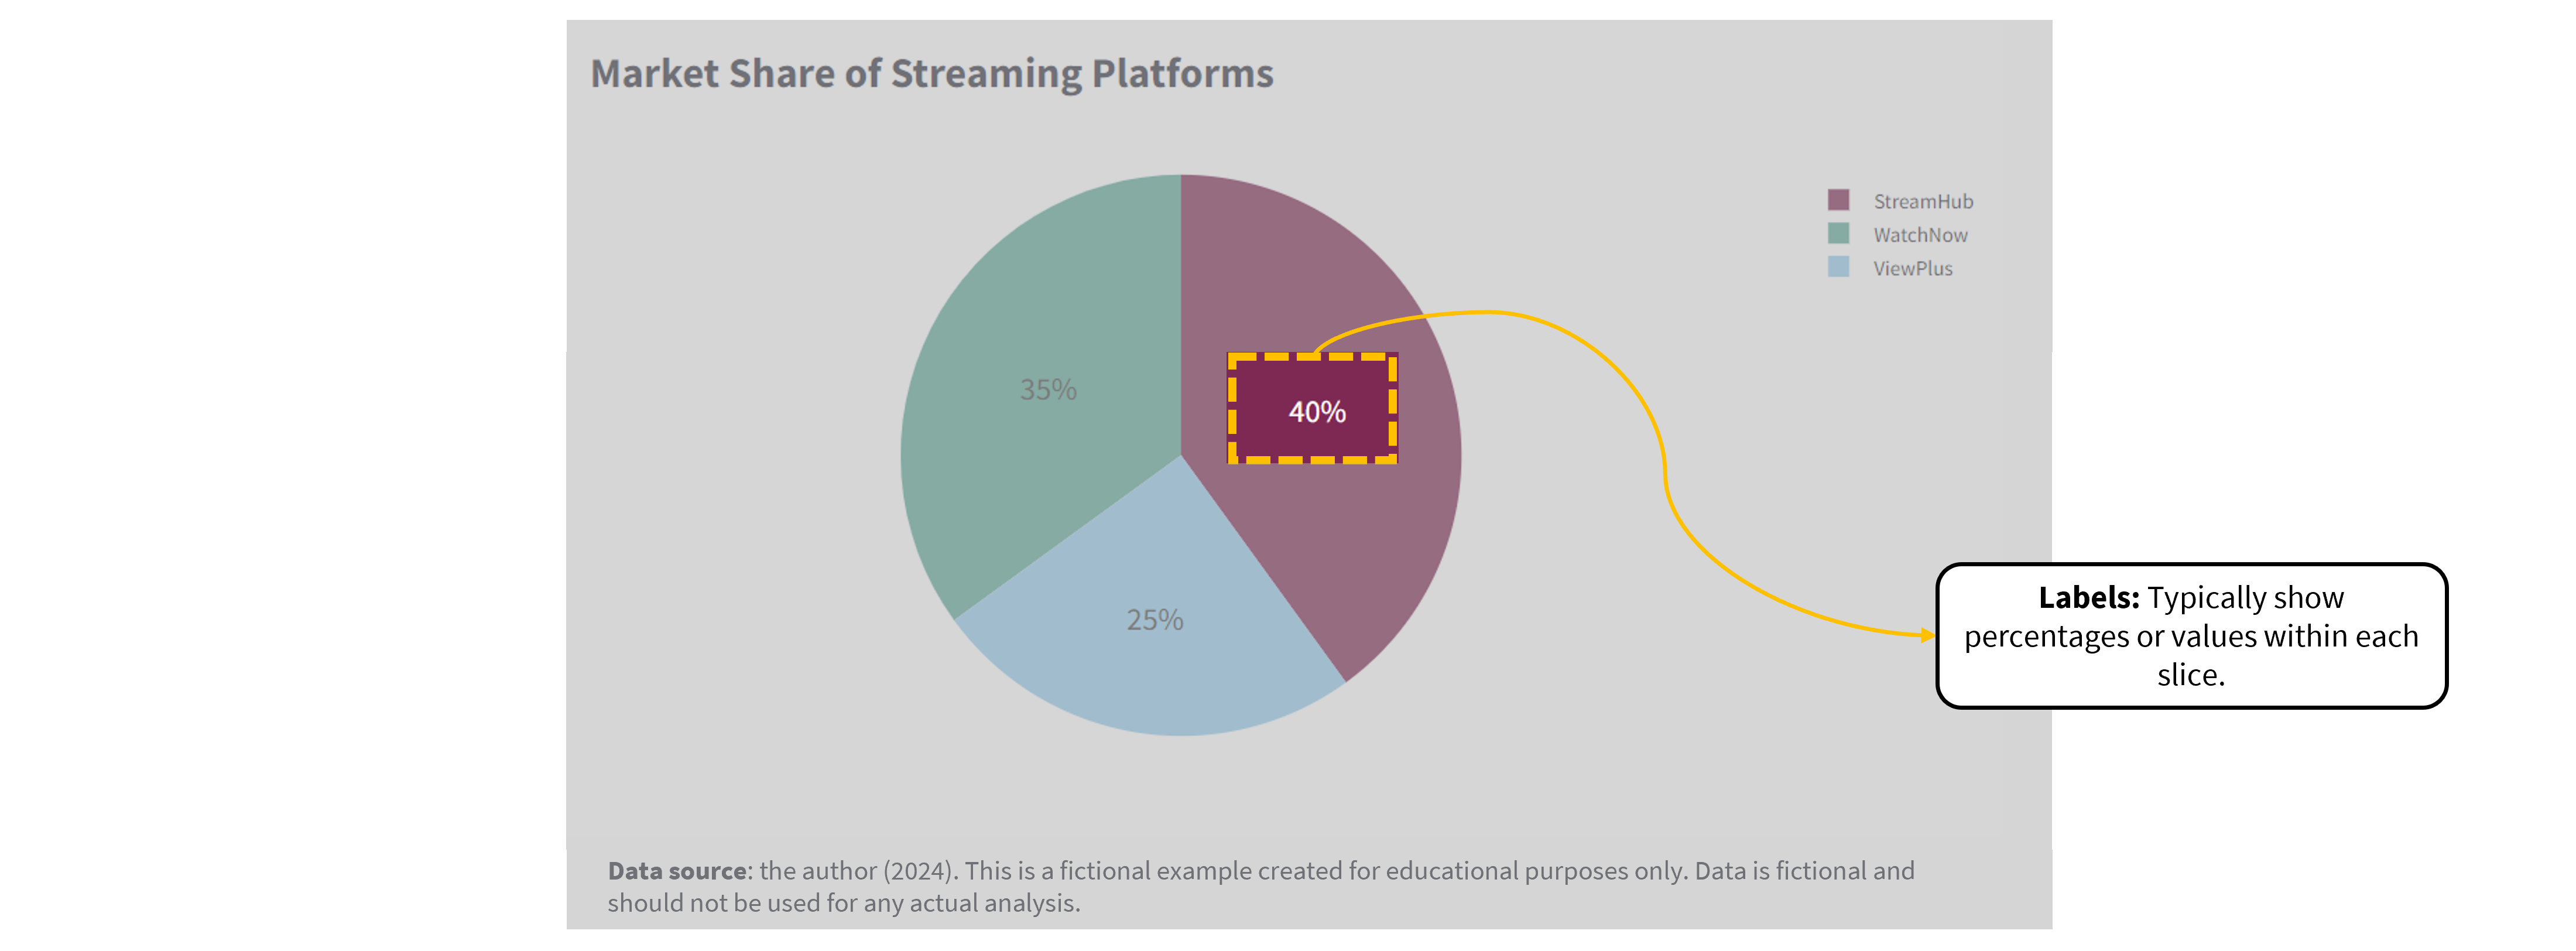 Market Share of Streaming Platforms
StreamHub
WatchNow
ViewPlus
35%
40%
25%
Labels: Typically show
percentages or values within each
slice.
Data source: the author (2024). This is a fictional example created for educational purposes only. Data is fictional and
should not be used for any actual analysis.